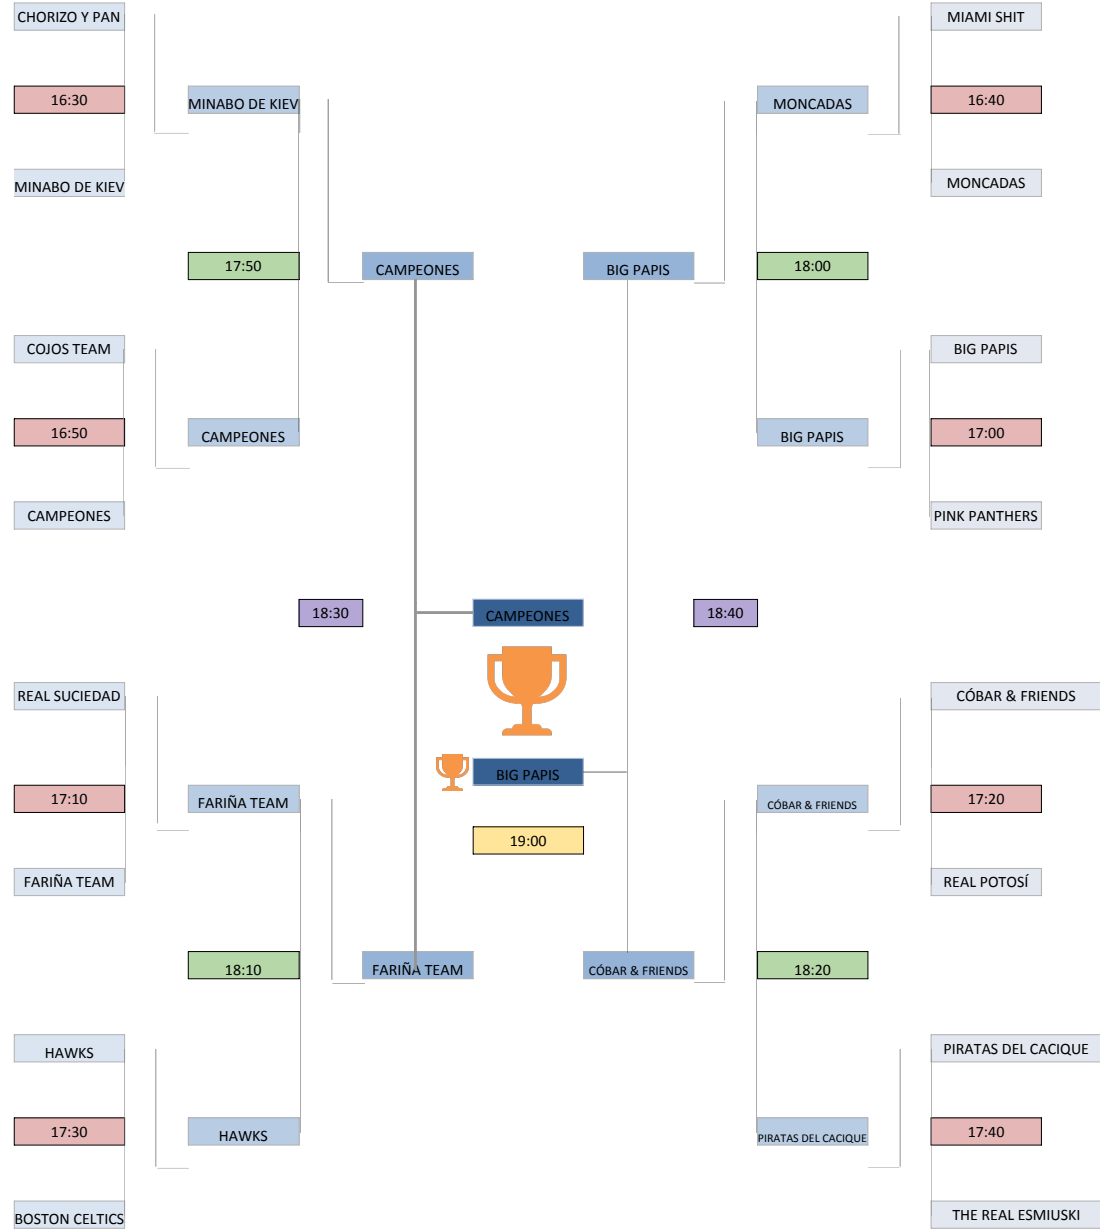 CHORIZO Y PAN
MIAMI SHIT
16:30
MINABO DE KIEV
MONCADAS
16:40
MINABO DE KIEV
MONCADAS
17:50
CAMPEONES
BIG PAPIS
18:00
COJOS TEAM
BIG PAPIS
16:50
CAMPEONES
BIG PAPIS
17:00
CAMPEONES
PINK PANTHERS
18:30
CAMPEONES
18:40
REAL SUCIEDAD
CÓBAR & FRIENDS
BIG PAPIS
17:10
FARIÑA TEAM
CÓBAR & FRIENDS
17:20
19:00
FARIÑA TEAM
REAL POTOSÍ
18:10
FARIÑA TEAM
CÓBAR & FRIENDS
18:20
HAWKS
PIRATAS DEL CACIQUE
17:30
HAWKS
PIRATAS DEL CACIQUE
17:40
BOSTON CELTICS
THE REAL ESMIUSKI